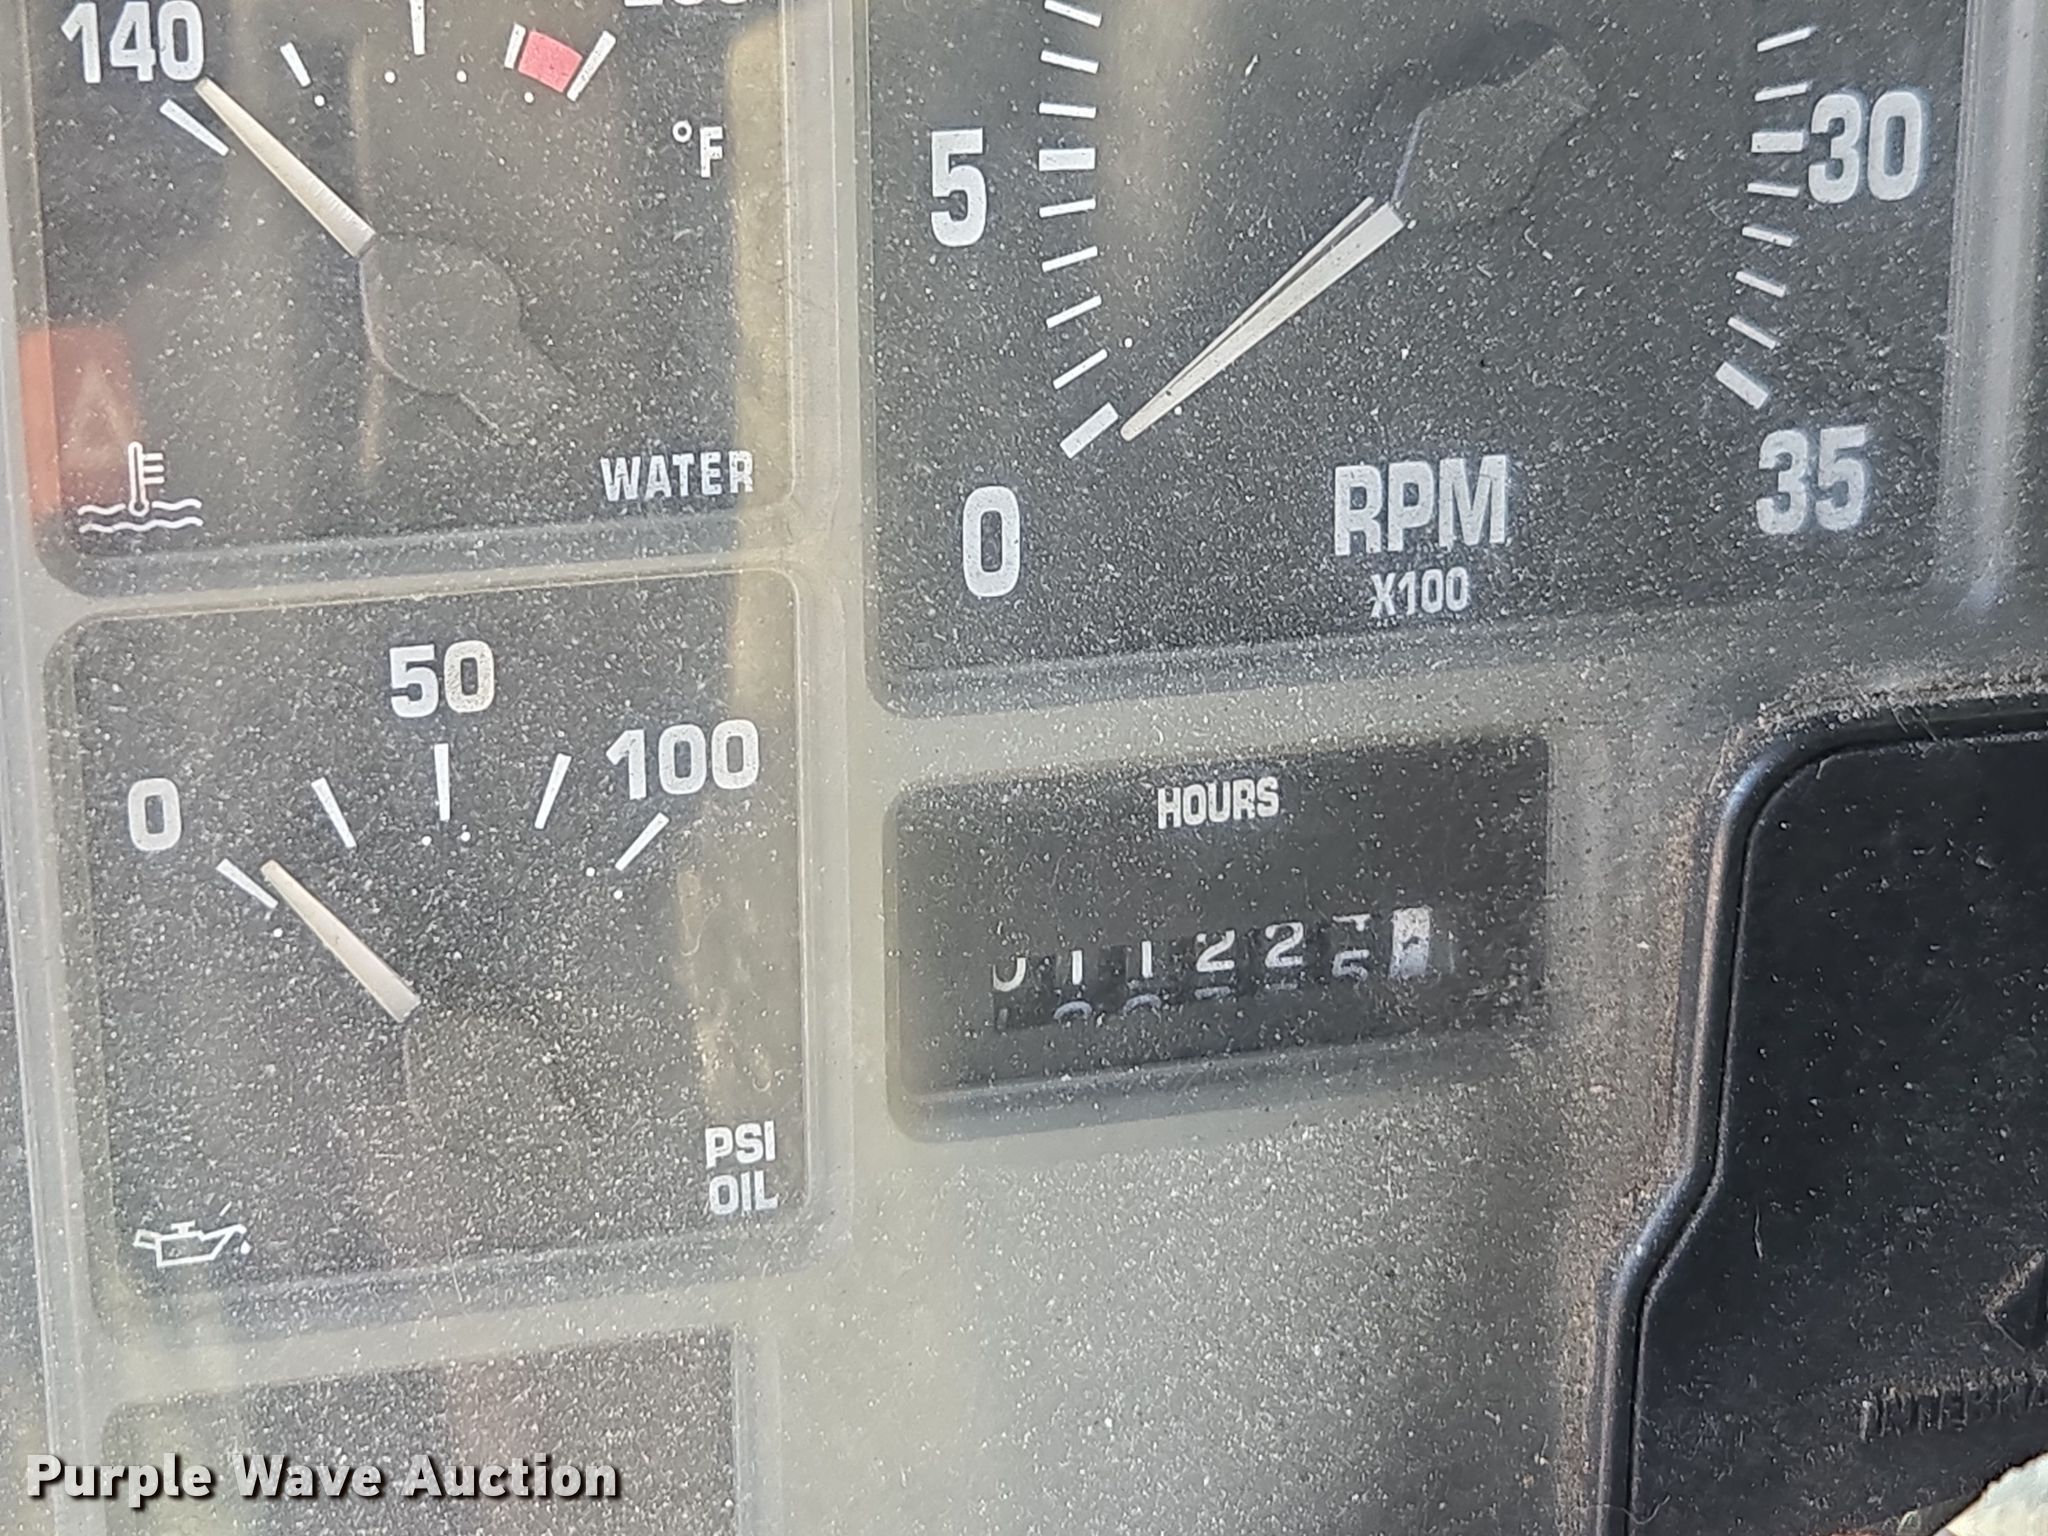 140
°F
WATER
5
30
0
35
RPM
X100
0
50
100
PSI
OIL
HOURS
Purple Wave Auction